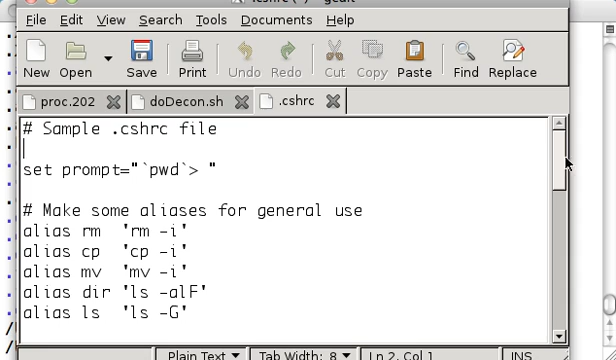 File Edit View Search Tools Documents Help
New Open Save Print Undo Redo Cut Copy Paste Find Replace
proc.202 doDecon.sh .cshrc
# Sample .cshrc file
set prompt="`pwd`> "
# Make some aliases for general use
alias rm 'rm -i'
alias cp 'cp -i'
alias mv 'mv -i'
alias dir 'ls -alF'
alias ls 'ls -G'
Plain Text Tab Width: 8 Ln 2, Col 1 INS